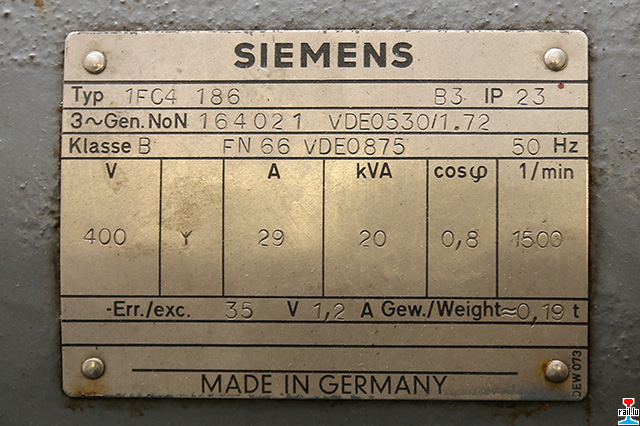 SIEMENS
Typ 1FC4 186 B3 IP 23
3~Gen.NoN 164021 VDE0530/1.72
Klasse B FN 66 VDE0875 50 Hz
V A kVA cosφ 1/min
400 Y 29 20 0,8 1500
-Err./exc. 35 V 1,2 A Gew./Weight≈0,19 t
MADE IN GERMANY
DEW 073
rail.lu